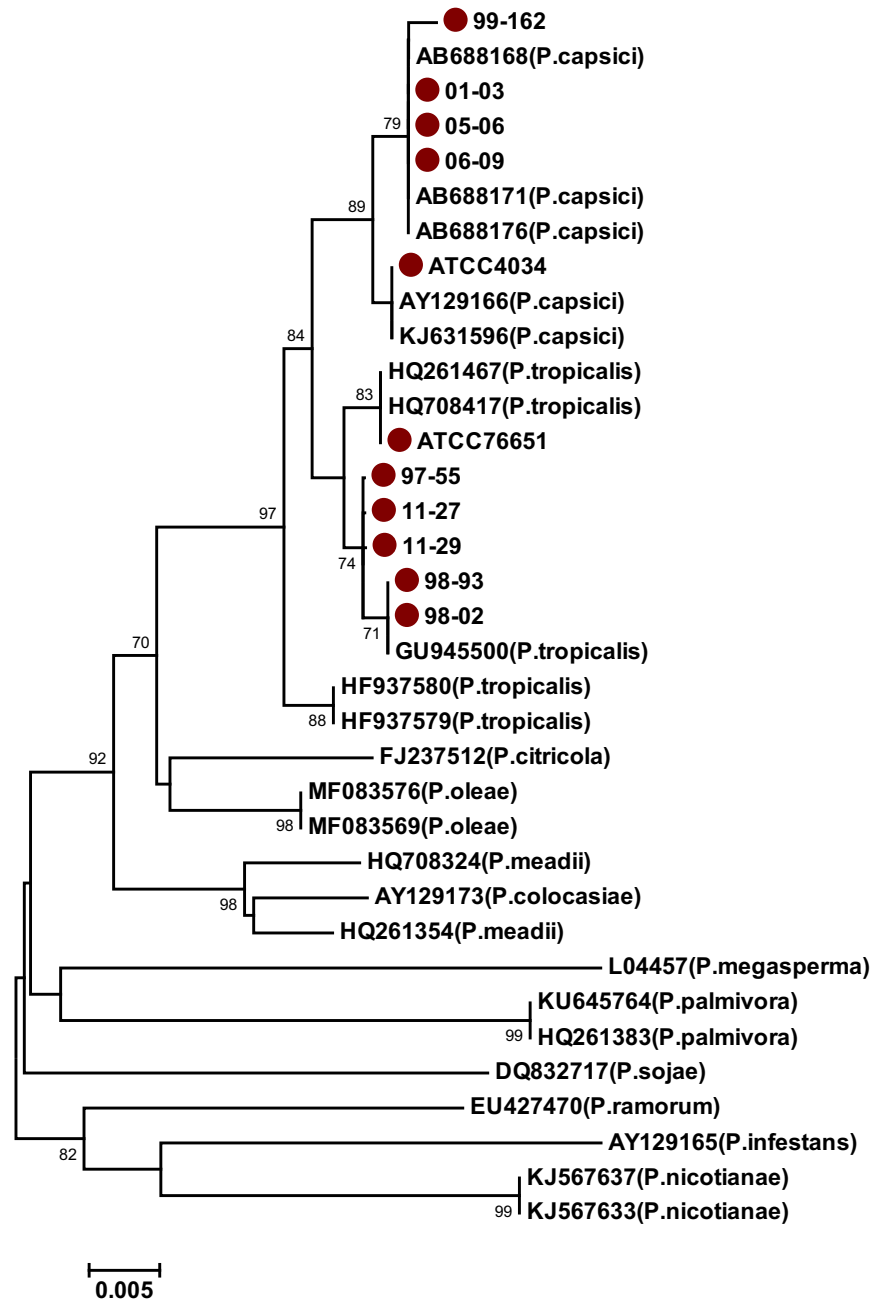 99-162
AB688168(P.capsici)
01-03
05-06
79
06-09
AB688171(P.capsici)
89
AB688176(P.capsici)
ATCC4034
AY129166(P.capsici)
84
KJ631596(P.capsici)
HQ261467(P.tropicalis)
83
HQ708417(P.tropicalis)
ATCC76651
97-55
97
11-27
11-29
74
98-93
98-02
71
70
GU945500(P.tropicalis)
HF937580(P.tropicalis)
88
HF937579(P.tropicalis)
92
FJ237512(P.citricola)
MF083576(P.oleae)
98
MF083569(P.oleae)
HQ708324(P.meadii)
98
AY129173(P.colocasiae)
HQ261354(P.meadii)
L04457(P.megasperma)
KU645764(P.palmivora)
99
HQ261383(P.palmivora)
DQ832717(P.sojae)
EU427470(P.ramorum)
82
AY129165(P.infestans)
KJ567637(P.nicotianae)
99
KJ567633(P.nicotianae)
0.005